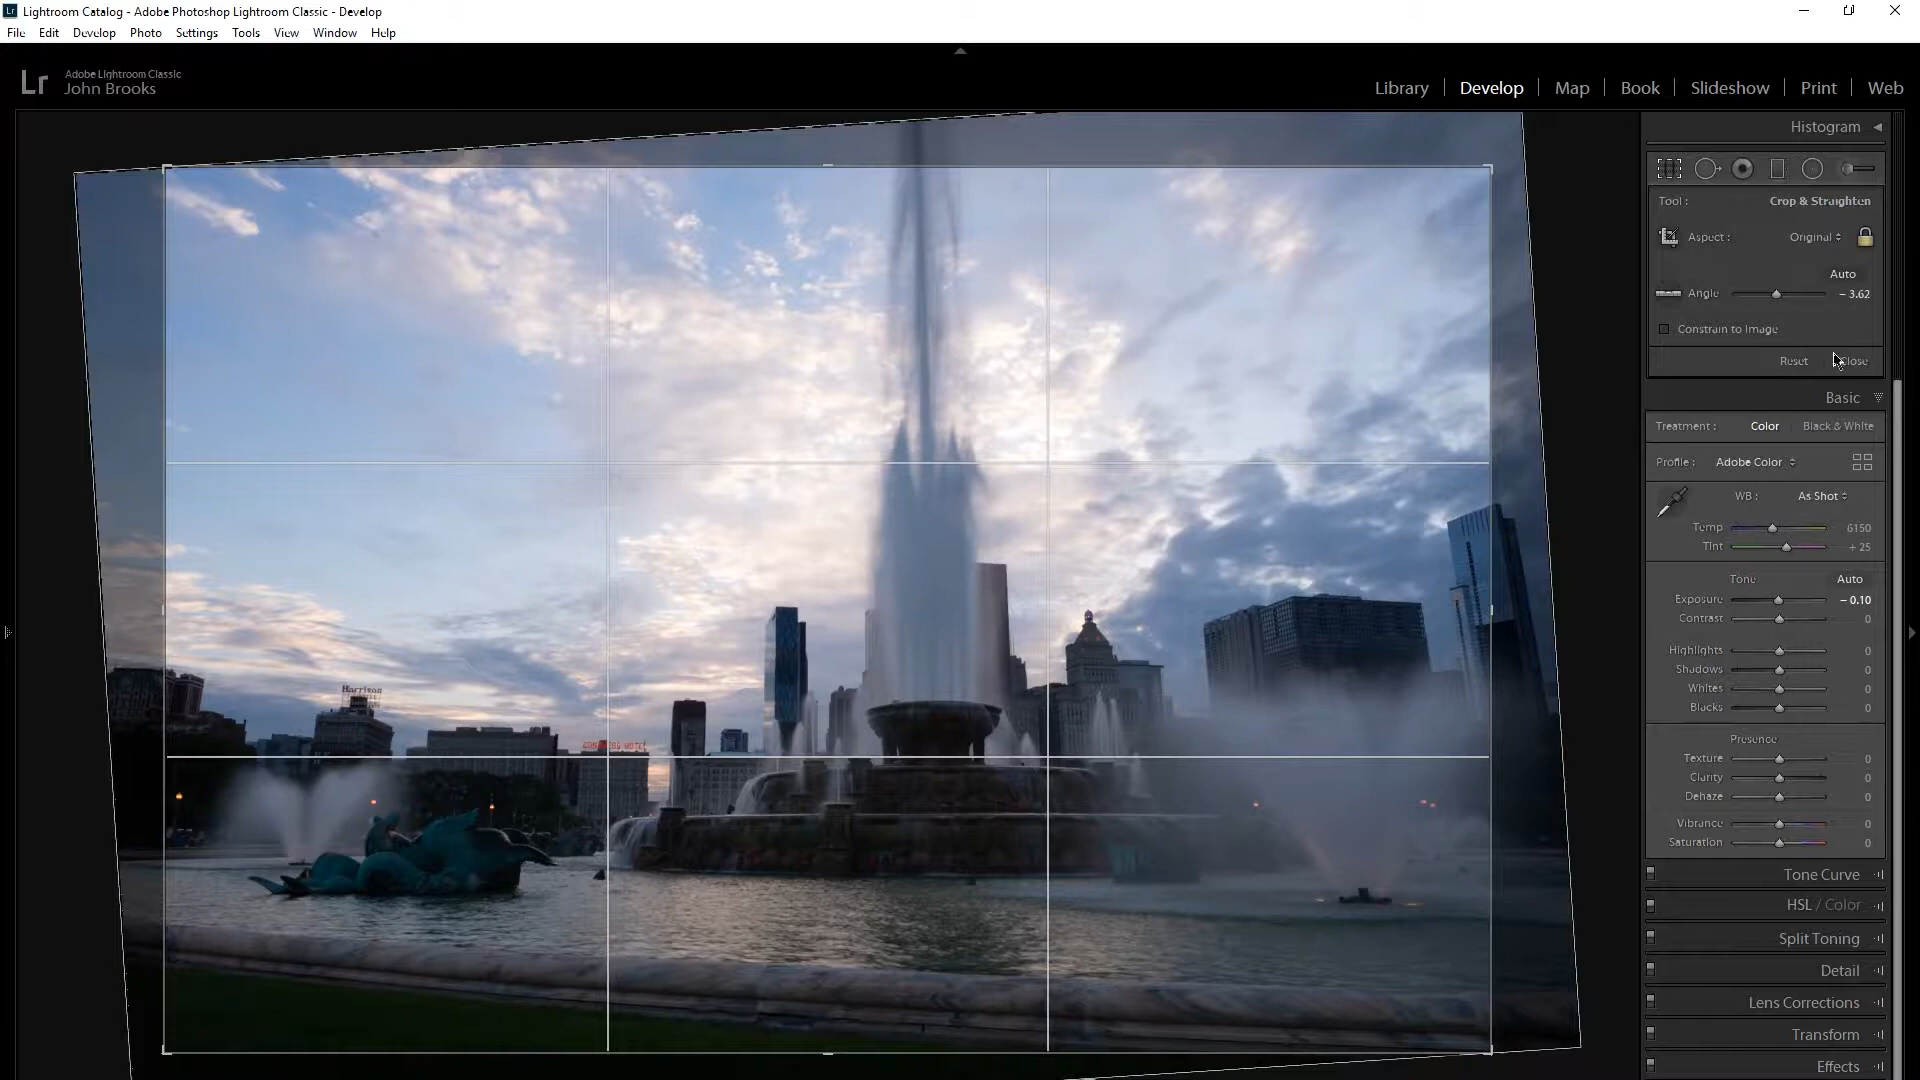 Lr Lightroom Catalog - Adobe Photoshop Lightroom Classic - Develop
File Edit Develop Photo Settings Tools View Window Help
Lr
Adobe Lightroom Classic
John Brooks
Library Develop Map Book Slideshow Print Web
Histogram
Tool : Crop & Straighten
Aspect : Original
Auto
Angle - 3.62
Constrain to Image
Reset Close
Basic
Treatment : Color Black & White
Profile : Adobe Color
WB : As Shot
Temp 6150
Tint + 25
Tone Auto
Exposure - 0.10
Contrast 0
Highlights 0
Shadows 0
Whites 0
Blacks 0
Presence
Texture 0
Clarity 0
Dehaze 0
Vibrance 0
Saturation 0
Tone Curve
HSL / Color
Split Toning
Detail
Lens Corrections
Transform
Effects
Harrison
HOTEL